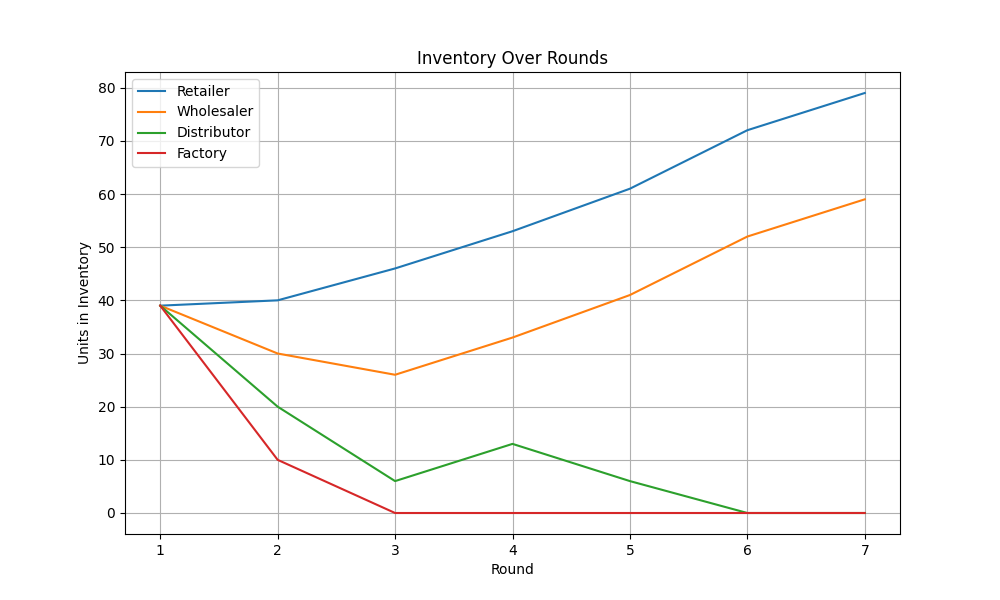 Inventory Over Rounds
Retailer
Wholesaler
Distributor
Factory
Units in Inventory
80
70
60
50
40
30
20
10
0
1 2 3 4 5 6 7
Round